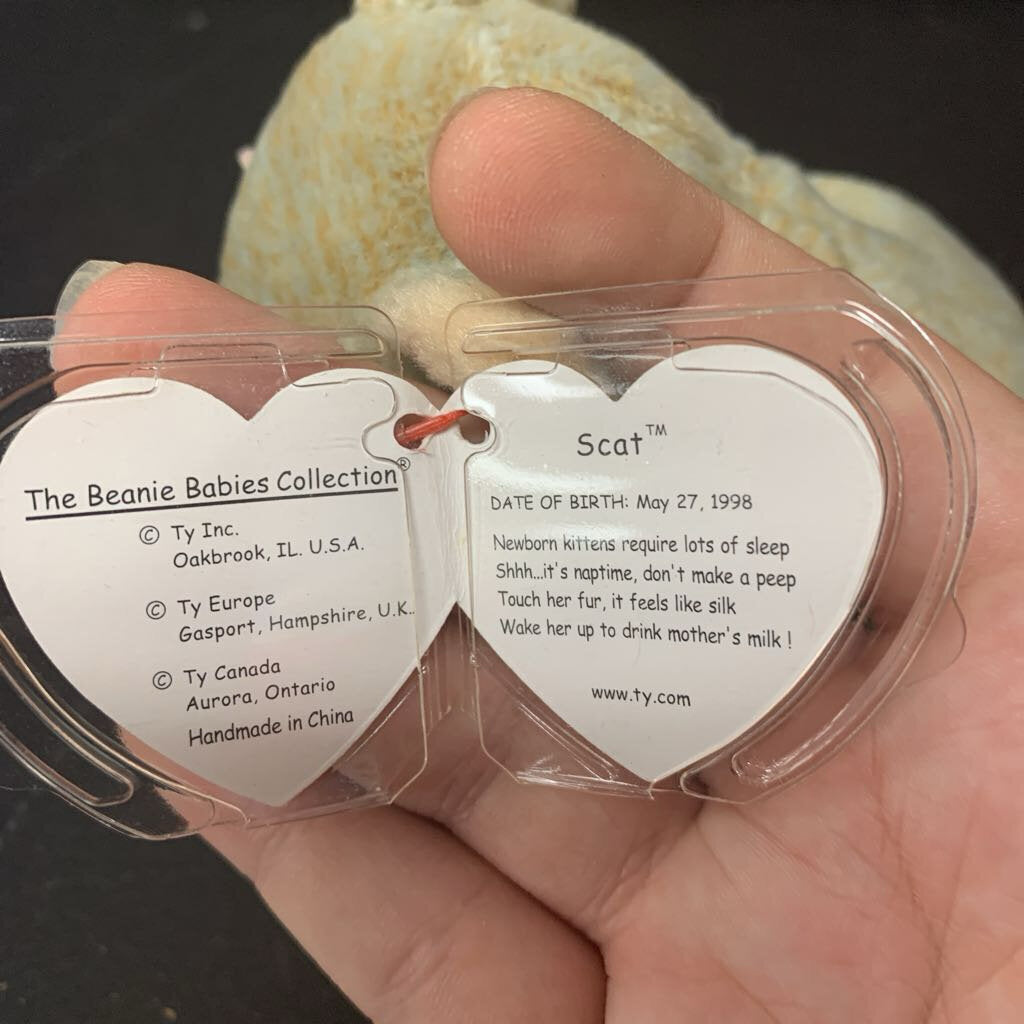 The Beanie Babies Collection®
© Ty Inc.
Oakbrook, IL. U.S.A.
© Ty Europe
Gasport, Hampshire, U.K.
© Ty Canada
Aurora, Ontario
Handmade in China
Scat™
DATE OF BIRTH: May 27, 1998
Newborn kittens require lots of sleep
Shhh...it's naptime, don't make a peep
Touch her fur, it feels like silk
Wake her up to drink mother's milk !
www.ty.com